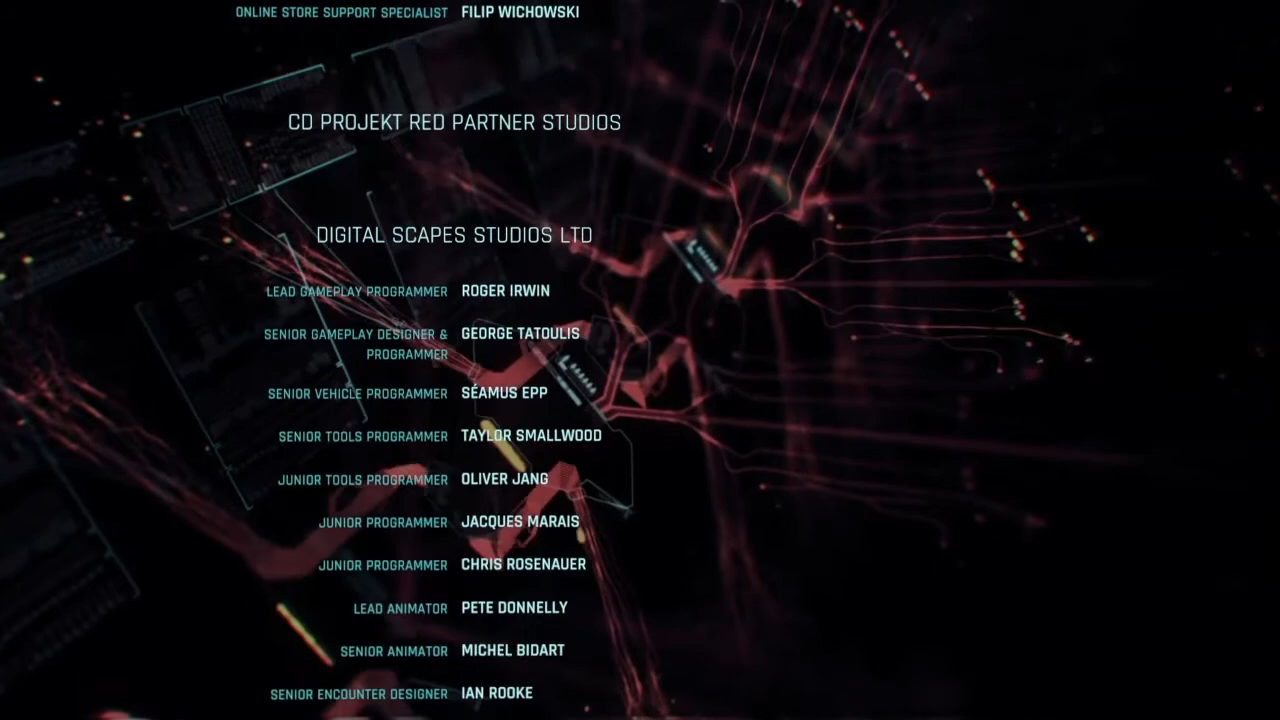 ONLINE STORE SUPPORT SPECIALIST FILIP WICHOWSKI
CD PROJEKT RED PARTNER STUDIOS
DIGITAL SCAPES STUDIOS LTD
LEAD GAMEPLAY PROGRAMMER ROGER IRWIN
SENIOR GAMEPLAY DESIGNER & GEORGE TATOULIS
PROGRAMMER
SENIOR VEHICLE PROGRAMMER SÉAMUS EPP
SENIOR TOOLS PROGRAMMER TAYLOR SMALLWOOD
JUNIOR TOOLS PROGRAMMER OLIVER JANG
JUNIOR PROGRAMMER JACQUES MARAIS
JUNIOR PROGRAMMER CHRIS ROSENAUER
LEAD ANIMATOR PETE DONNELLY
SENIOR ANIMATOR MICHEL BIDART
SENIOR ENCOUNTER DESIGNER IAN ROOKE